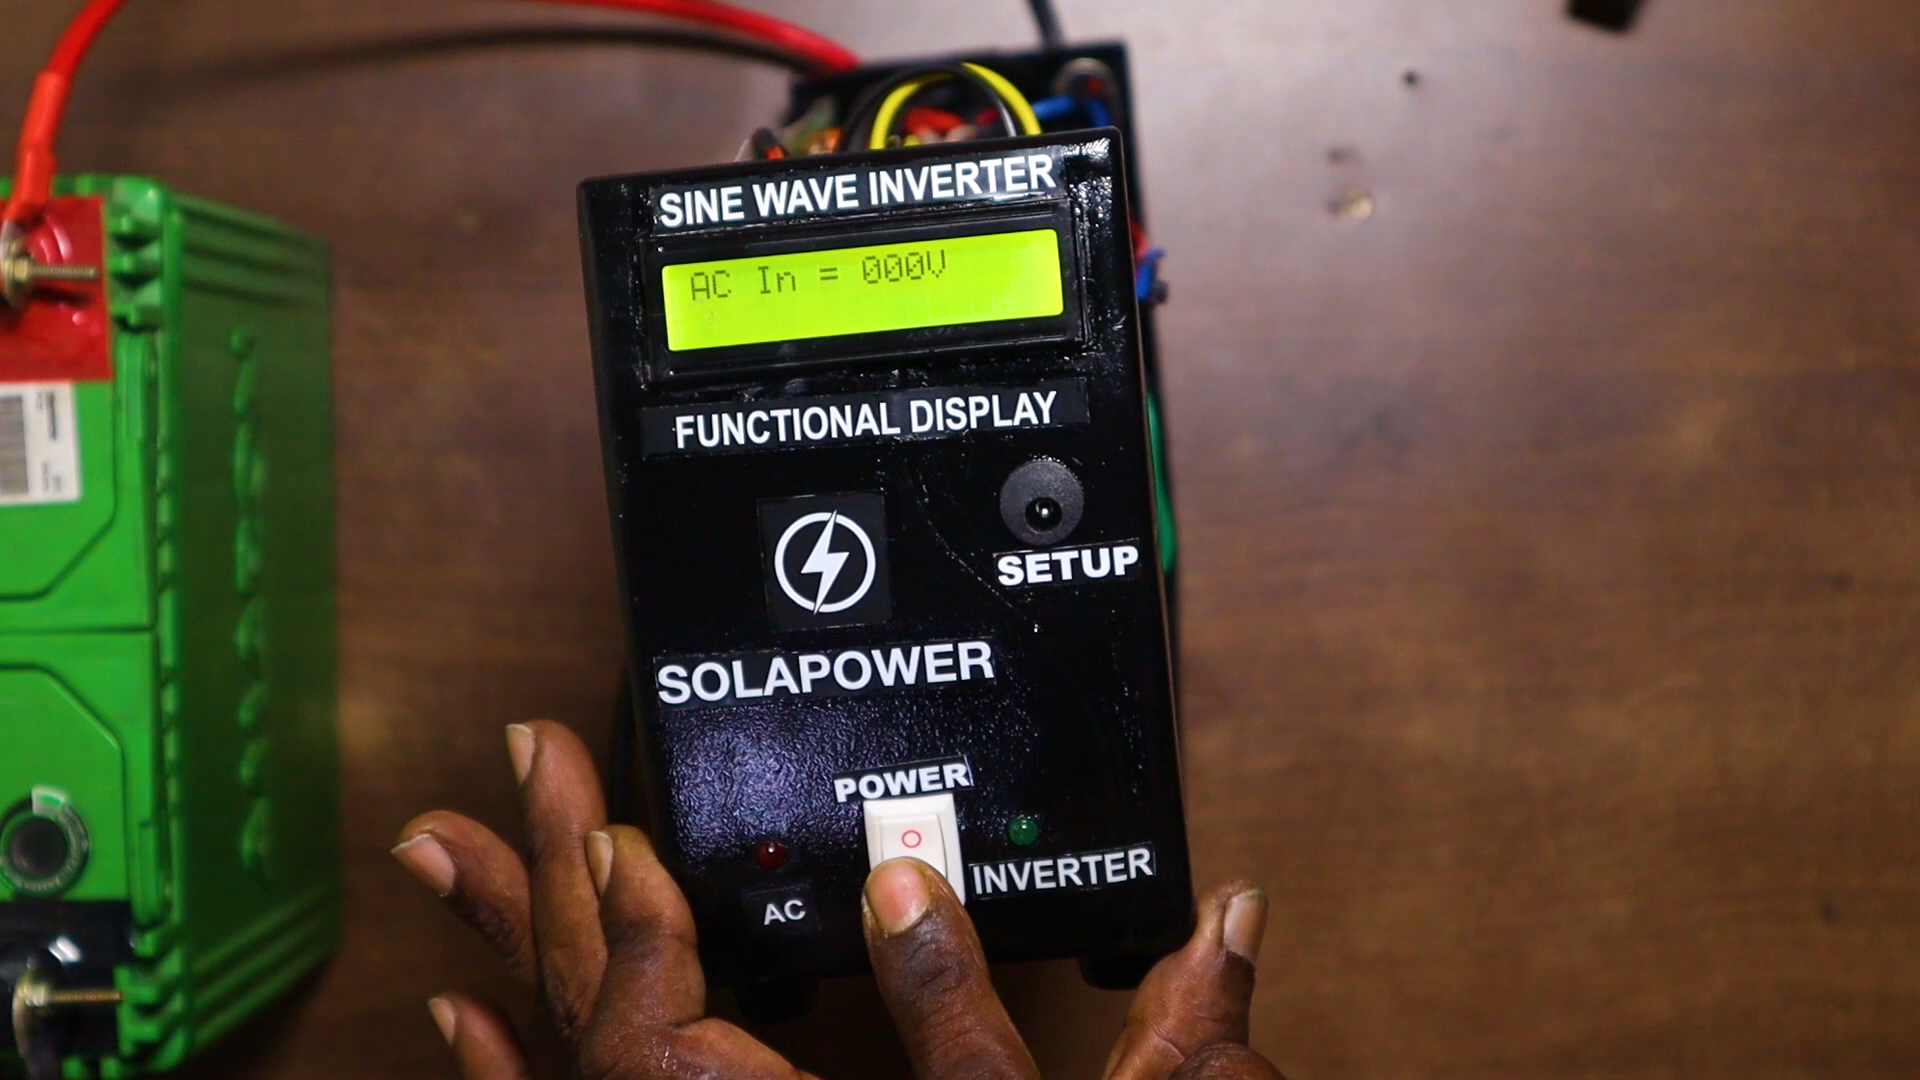 SINE WAVE INVERTER
AC In = 000V
FUNCTIONAL DISPLAY
SETUP
SOLAPOWER
POWER
INVERTER
AC